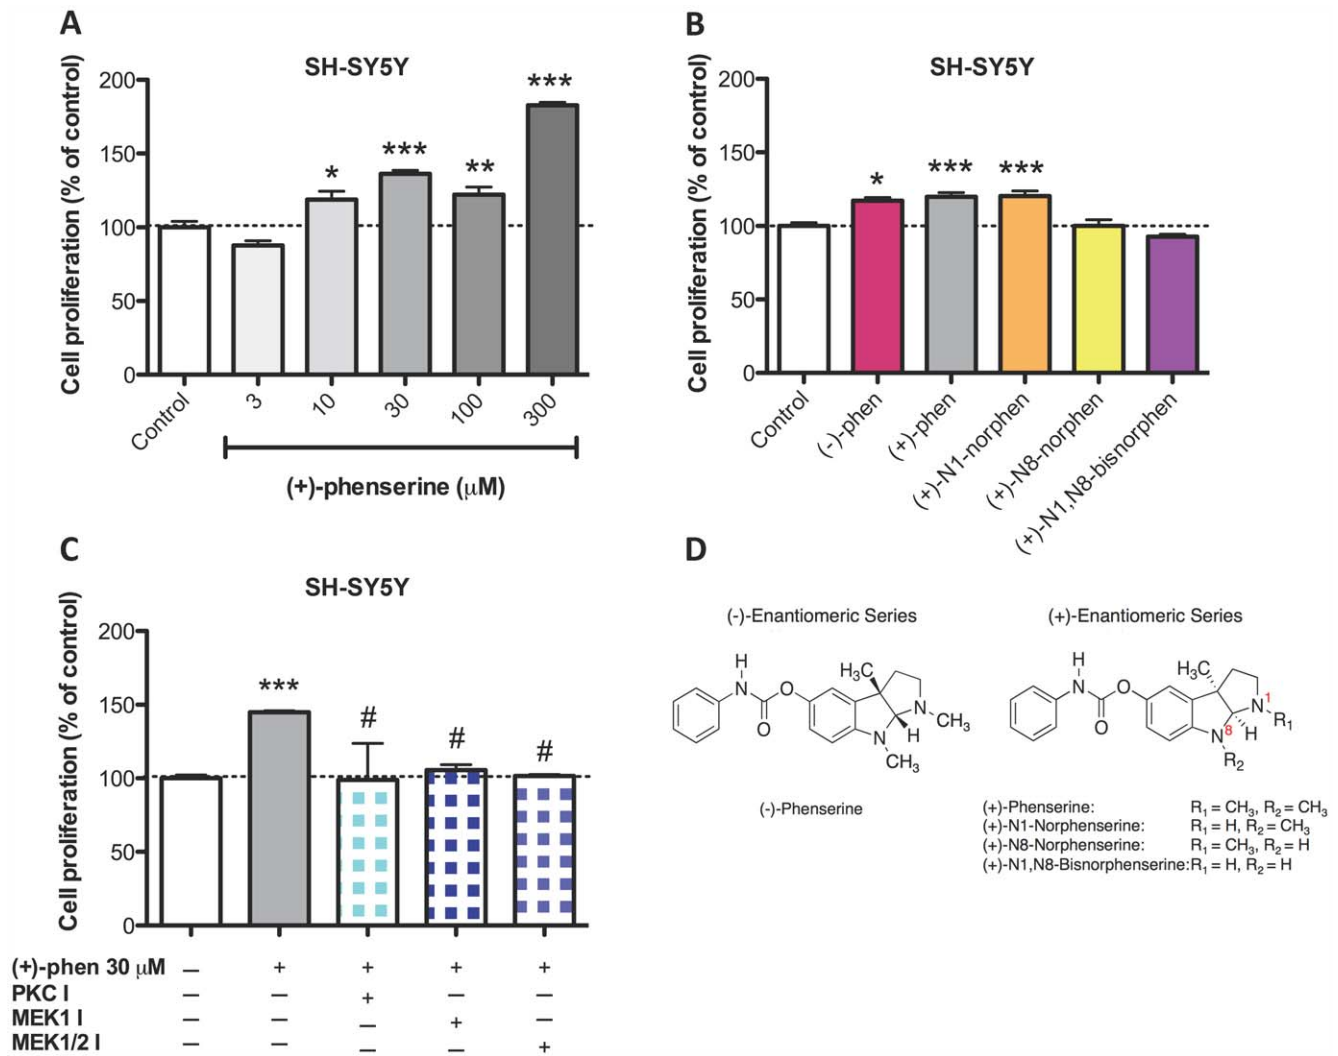 A
SH-SY5Y
Cell proliferation (% of control)
200
150
100
50
0
*
***
**
***
Control
3
10
30
100
300
(+)-phenserine (μM)
B
SH-SY5Y
Cell proliferation (% of control)
200
150
100
50
0
*
***
***
Control
(-)-phen
(+)-phen
(+)-N1-norphen
(+)-N8-norphen
(+)-N1,N8-bisnorphen
C
SH-SY5Y
Cell proliferation (% of control)
200
150
100
50
0
***
#
#
#
(+)-phen 30 μM − + + + +
PKC I − − + − −
MEK1 I − − − + −
MEK1/2 I − − − − +
D
(-)-Enantiomeric Series
H
N
O
O
H₃C
N
CH₃
H
N
CH₃
(-)-Phenserine
(+)-Enantiomeric Series
H
N
O
O
H₃C
1
N
R₁
H
8
N
R₂
(+)-Phenserine: R₁ = CH₃, R₂ = CH₃
(+)-N1-Norphenserine: R₁ = H, R₂ = CH₃
(+)-N8-Norphenserine: R₁ = CH₃, R₂ = H
(+)-N1,N8-Bisnorphenserine: R₁ = H, R₂ = H